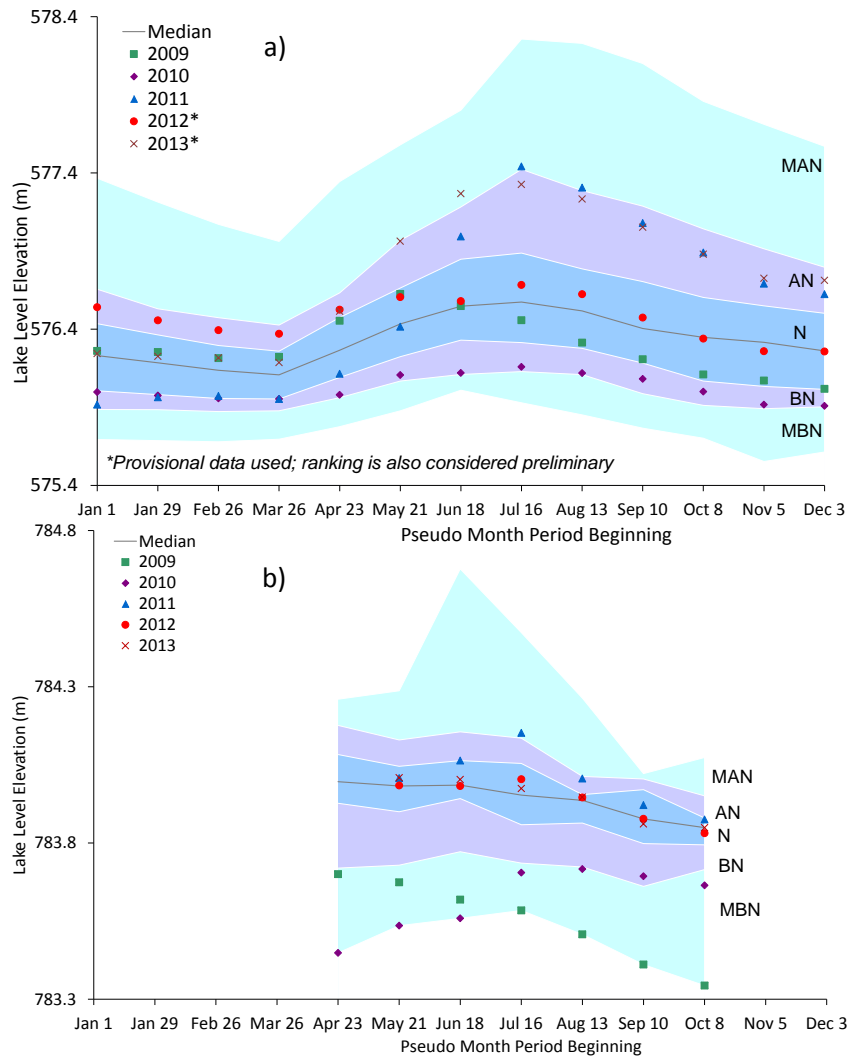 578.4
577.4
576.4
575.4
Lake Level Elevation (m)
a)
Median
2009
2010
2011
2012*
2013*
MAN
AN
N
BN
MBN
*Provisional data used; ranking is also considered preliminary
Jan 1 Jan 29 Feb 26 Mar 26 Apr 23 May 21 Jun 18 Jul 16 Aug 13 Sep 10 Oct 8 Nov 5 Dec 3
Pseudo Month Period Beginning
784.8
784.3
783.8
783.3
Lake Level Elevation (m)
b)
Median
2009
2010
2011
2012
2013
MAN
AN
N
BN
MBN
Jan 1 Jan 29 Feb 26 Mar 26 Apr 23 May 21 Jun 18 Jul 16 Aug 13 Sep 10 Oct 8 Nov 5 Dec 3
Pseudo Month Period Beginning